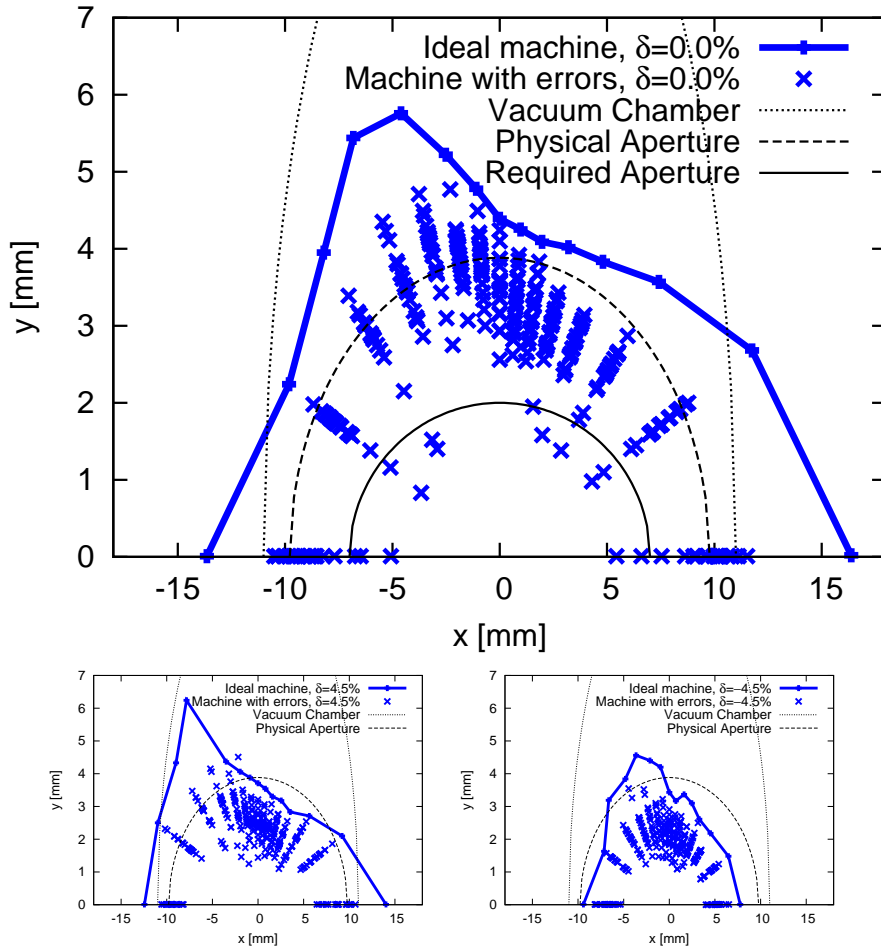 7
6
5
4
3
2
1
0
y [mm]
Ideal machine, δ=0.0%
Machine with errors, δ=0.0%
Vacuum Chamber
Physical Aperture
Required Aperture
-15 -10 -5 0 5 10 15
x [mm]
7
6
5
4
3
2
1
0
y [mm]
Ideal machine, δ=4.5%
Machine with errors, δ=4.5%
Vacuum Chamber
Physical Aperture
-15 -10 -5 0 5 10 15
x [mm]
7
6
5
4
3
2
1
0
y [mm]
Ideal machine, δ=−4.5%
Machine with errors, δ=−4.5%
Vacuum Chamber
Physical Aperture
-15 -10 -5 0 5 10 15
x [mm]